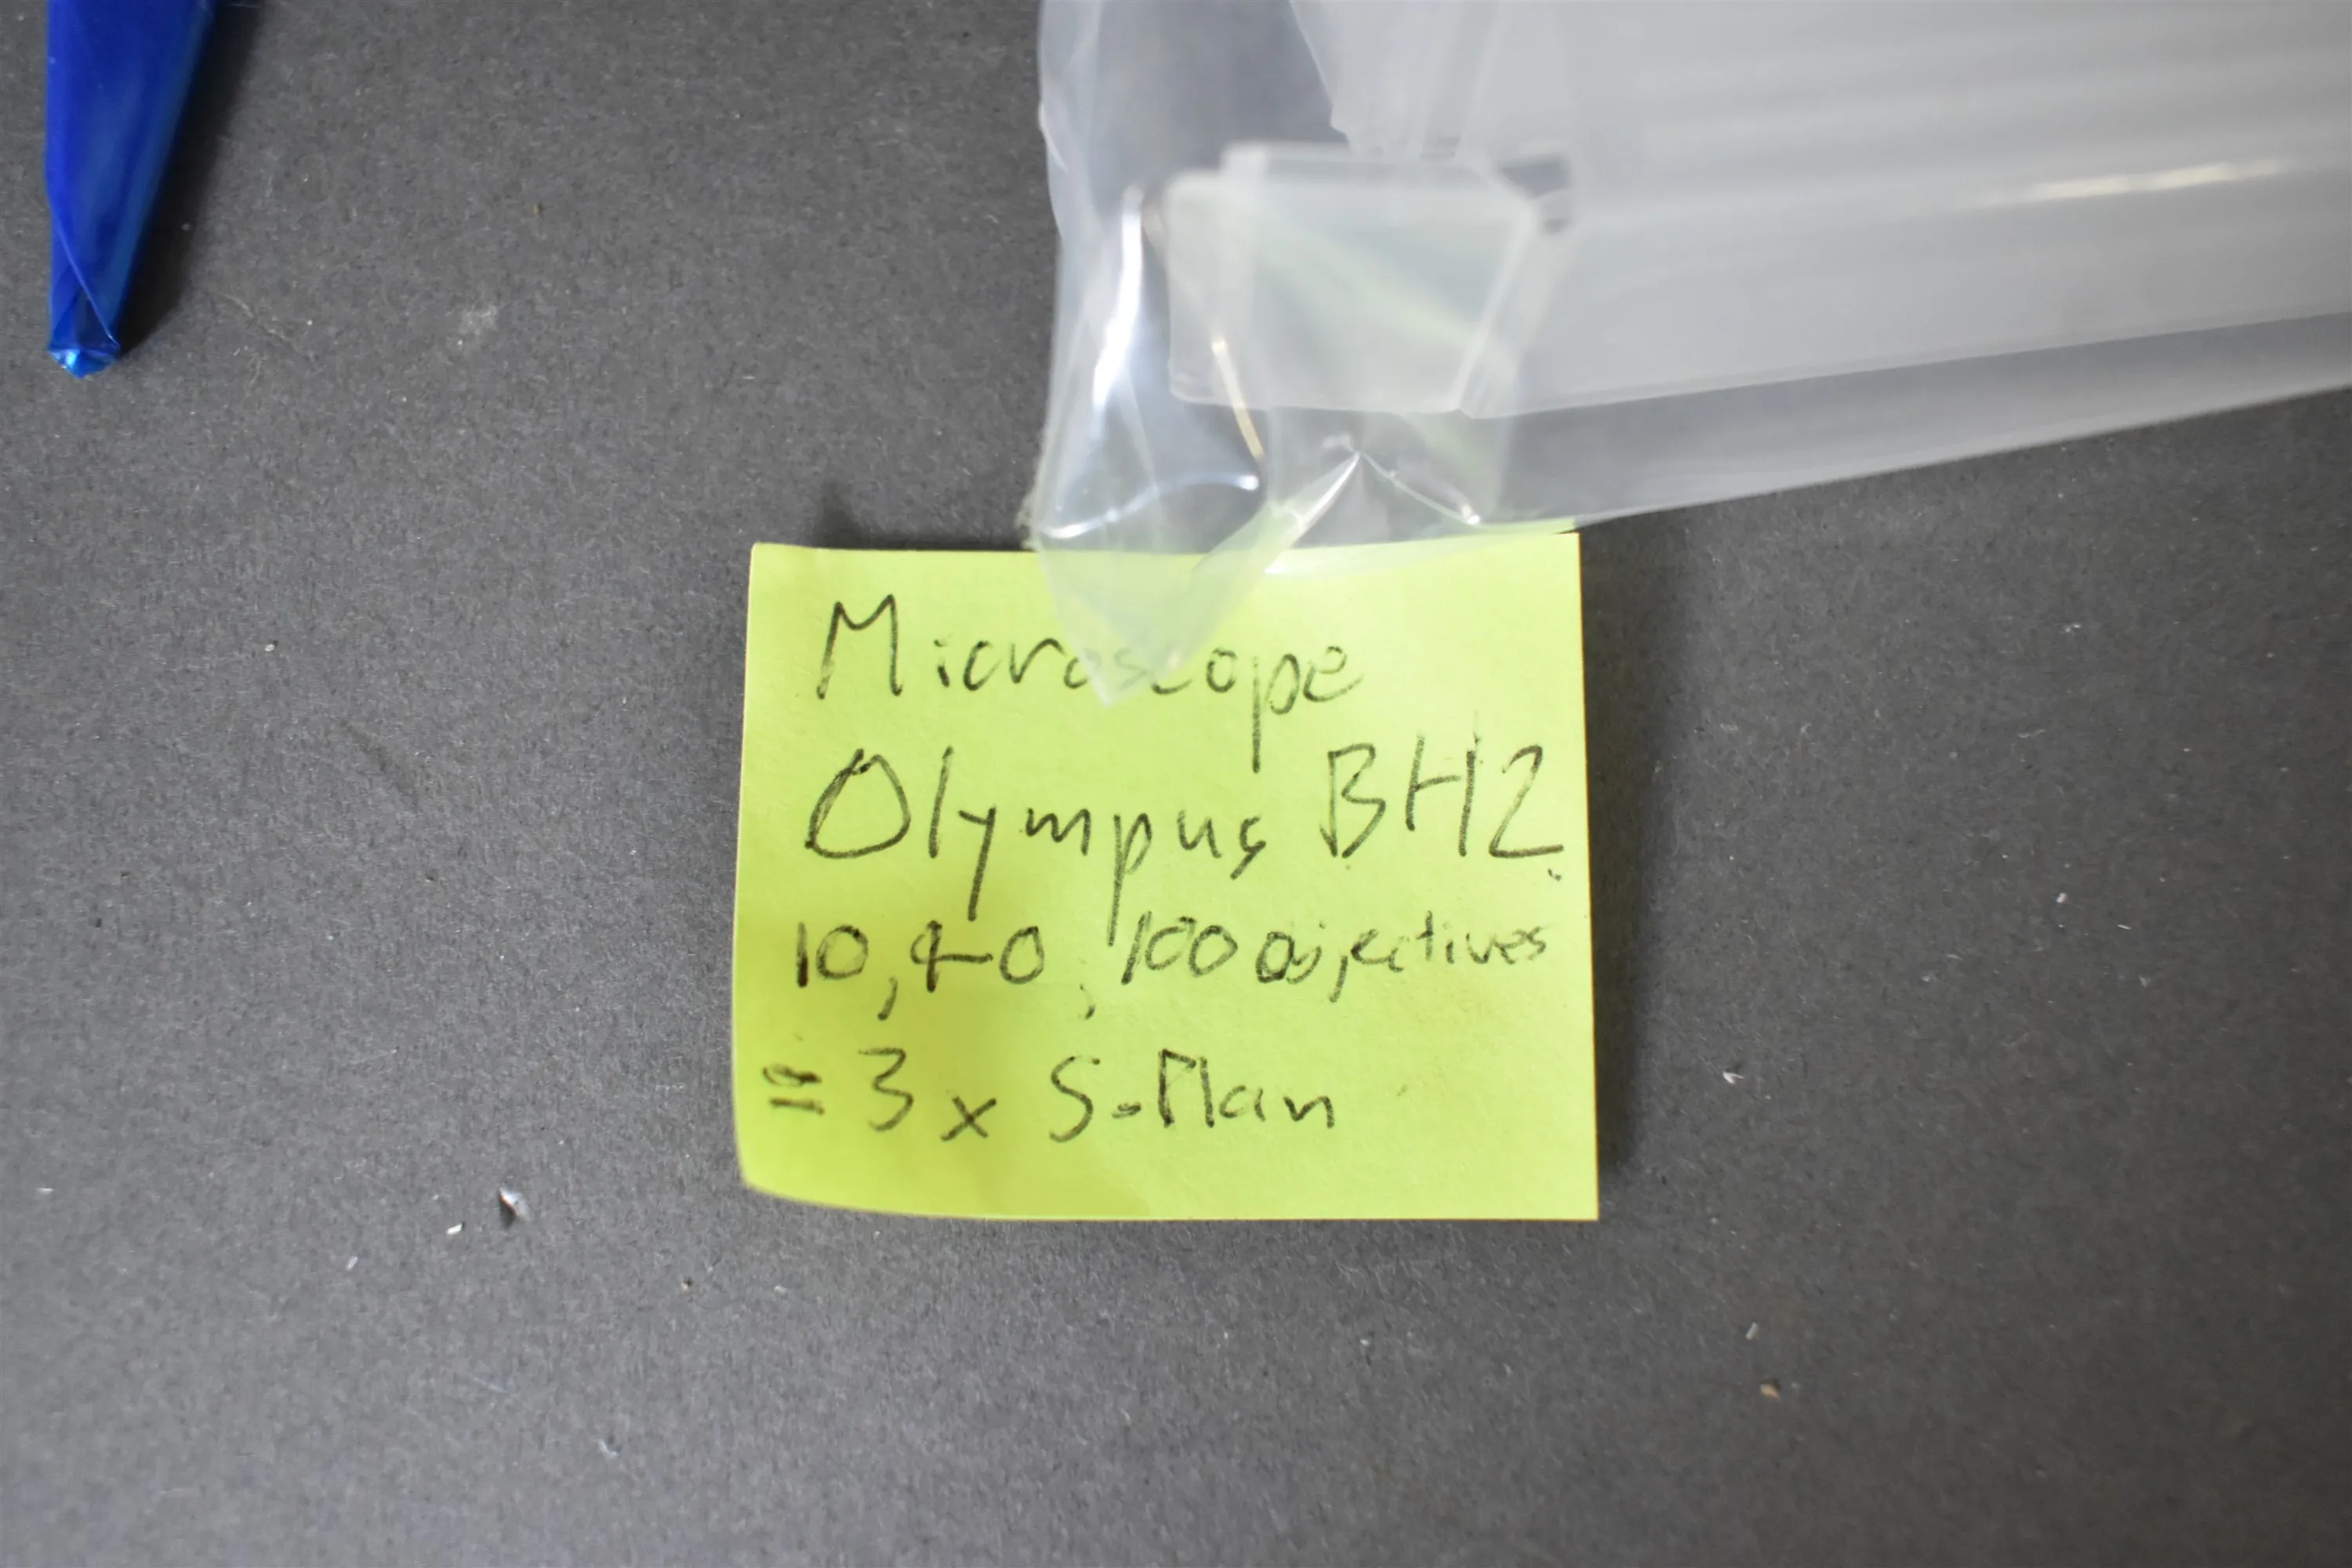 Microscope
Olympus BH2
10, 40, 100 objectives
= 3 x S-Plan